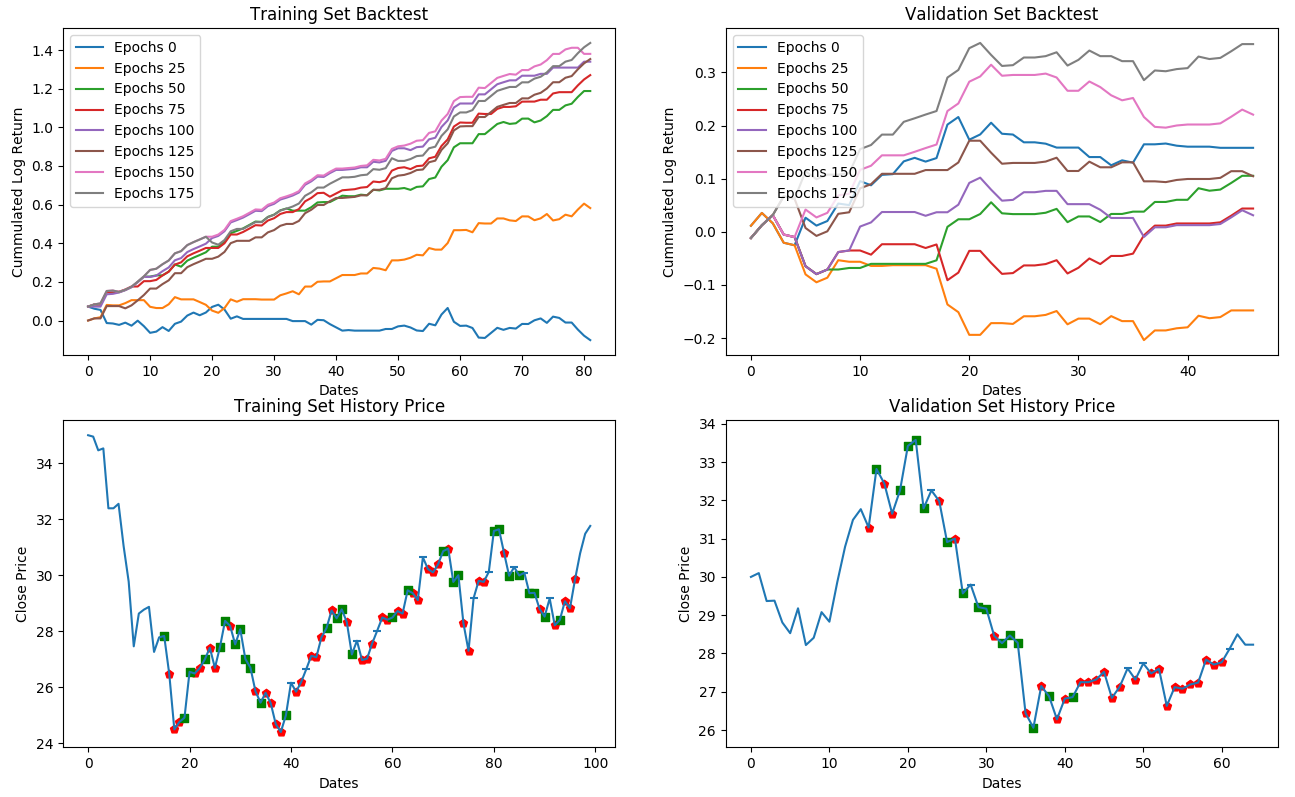 Training Set Backtest
Cummulated Log Return
1.4
1.2
1.0
0.8
0.6
0.4
0.2
0.0
Epochs 0
Epochs 25
Epochs 50
Epochs 75
Epochs 100
Epochs 125
Epochs 150
Epochs 175
0 10 20 30 40 50 60 70 80
Dates
Validation Set Backtest
Cummulated Log Return
0.3
0.2
0.1
0.0
−0.1
−0.2
Epochs 0
Epochs 25
Epochs 50
Epochs 75
Epochs 100
Epochs 125
Epochs 150
Epochs 175
0 10 20 30 40
Dates
Training Set History Price
Close Price
34
32
30
28
26
24
0 20 40 60 80 100
Dates
Validation Set History Price
Close Price
34
33
32
31
30
29
28
27
26
0 10 20 30 40 50 60
Dates